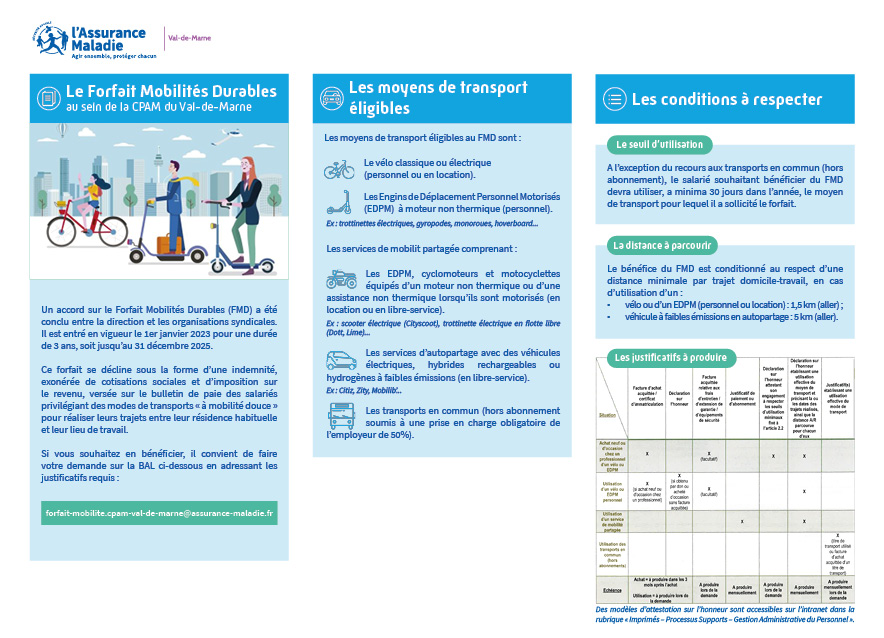 l'Assurance
Maladie
Agir ensemble, protéger chacun
Val-de-Marne
Le Forfait Mobilités Durables
au sein de la CPAM du Val-de-Marne
Un accord sur le Forfait Mobilités Durables (FMD) a été
conclu entre la direction et les organisations syndicales.
Il est entré en vigueur le 1er janvier 2023 pour une durée
de 3 ans, soit jusqu'au 31 décembre 2025.
Ce forfait se décline sous la forme d'une indemnité,
exonérée de cotisations sociales et d'imposition sur
le revenu, versée sur le bulletin de paie des salariés
privilégiant des modes de transports « à mobilité douce »
pour réaliser leurs trajets entre leur résidence habituelle
et leur lieu de travail.
Si vous souhaitez en bénéficier, il convient de faire
votre demande sur la BAL ci-dessous en adressant les
justificatifs requis :
forfait-mobilite.cpam-val-de-marne@assurance-maladie.fr
Les moyens de transport
éligibles
Les moyens de transport éligibles au FMD sont :
Le vélo classique ou électrique
(personnel ou en location).
Les Engins de Déplacement Personnel Motorisés
(EDPM) à moteur non thermique (personnel).
Ex : trottinettes électriques, gyropodes, monoroues, hoverboard...
Les services de mobilit partagée comprenant :
Les EDPM, cyclomoteurs et motocyclettes
équipés d'un moteur non thermique ou d'une
assistance non thermique lorsqu'ils sont motorisés (en
location ou en libre-service).
Ex : scooter électrique (Cityscoot), trottinette électrique en flotte libre
(Dott, Lime)...
Les services d'autopartage avec des véhicules
électriques, hybrides rechargeables ou
hydrogènes à faibles émissions (en libre-service).
Ex : Citiz, Zity, Mobiliz'...
Les transports en commun (hors abonnement
soumis à une prise en charge obligatoire de
l'employeur de 50%).
Les conditions à respecter
Le seuil d'utilisation
A l'exception du recours aux transports en commun (hors
abonnement), le salarié souhaitant bénéficier du FMD
devra utiliser, a minima 30 jours dans l'année, le moyen
de transport pour lequel il a sollicité le forfait.
La distance à parcourir
Le bénéfice du FMD est conditionné au respect d'une
distance minimale par trajet domicile-travail, en cas
d'utilisation d'un :
• vélo ou d'un EDPM (personnel ou location) : 1,5 km (aller) ;
• véhicule à faibles émissions en autopartage : 5 km (aller).
Les justificatifs à produire
Situation
Facture d'achat
acquittée /
certificat
d'immatriculation
Déclaration
sur
l'honneur
Facture
acquittée
relative aux
frais
d'entretien /
d'extension de
garantie /
d'équipements
de sécurité
Justificatif de
paiement ou
d'abonnement
Déclaration
sur
l'honneur
attestant
son
engagement
à respecter
les seuils
d'utilisation
minimaux
fixé à
l'article 2.2
Déclaration sur
l'honneur
établissant une
utilisation
effective du
moyen de
transport et
précisant la ou
les dates des
trajets réalisés,
ainsi que la
distance A/R
parcourue
pour chacun
d'eux
Justificatif(s)
établissant une
utilisation
effective du
mode de
transport
Achat neuf ou
d'occasion
chez un
professionnel
d'un vélo ou
EDPM
X
X
(facultatif)
X
X
Utilisation
d'un vélo ou
EDPM
personnel
X
(si achat neuf ou
d'occasion chez
un professionnel)
X
(si obtenu
par don ou
acheté
d'occasion
sans facture
acquittée)
X
(facultatif)
X
Utilisation
d'un service
de mobilité
partagée
X
X
Utilisation des
transports en
commun
(hors
abonnements)
X
(titre de
transport utilisé
ou facture
d'achat
acquittée d'un
titre de
transport)
Echéance
Achat = à produire dans les 3
mois après l'achat
Utilisation = à produire lors de
la demande
A produire
lors de la
demande
A produire
mensuellement
A produire
lors de la
demande
A produire
mensuellement
A produire
mensuellement
lors de la
demande
Des modèles d'attestation sur l'honneur sont accessibles sur l'intranet dans la
rubrique « Imprimés – Processus Supports – Gestion Administrative du Personnel ».